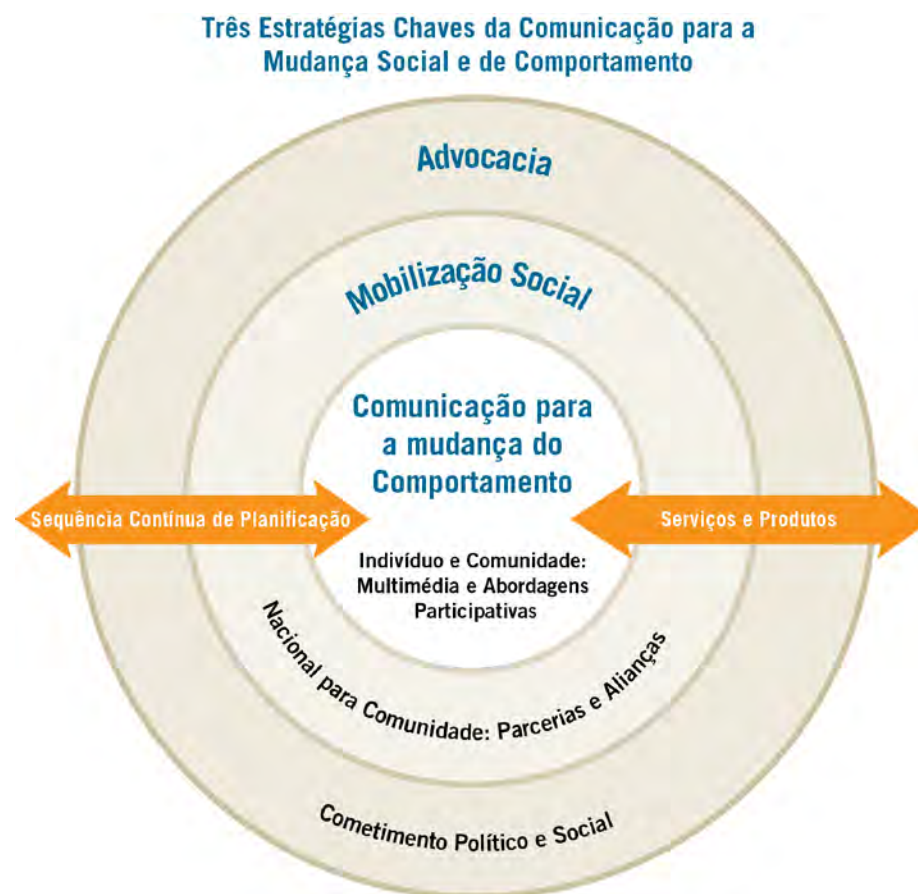 Três Estratégias Chaves da Comunicação para a
Mudança Social e de Comportamento
Advocacia
Mobilização Social
Comunicação para
a mudança do
Comportamento
Sequência Contínua de Planificação
Serviços e Produtos
Indivíduo e Comunidade:
Multimédia e Abordagens
Participativas
Nacional para Comunidade: Parcerias e Alianças
Cometimento Político e Social